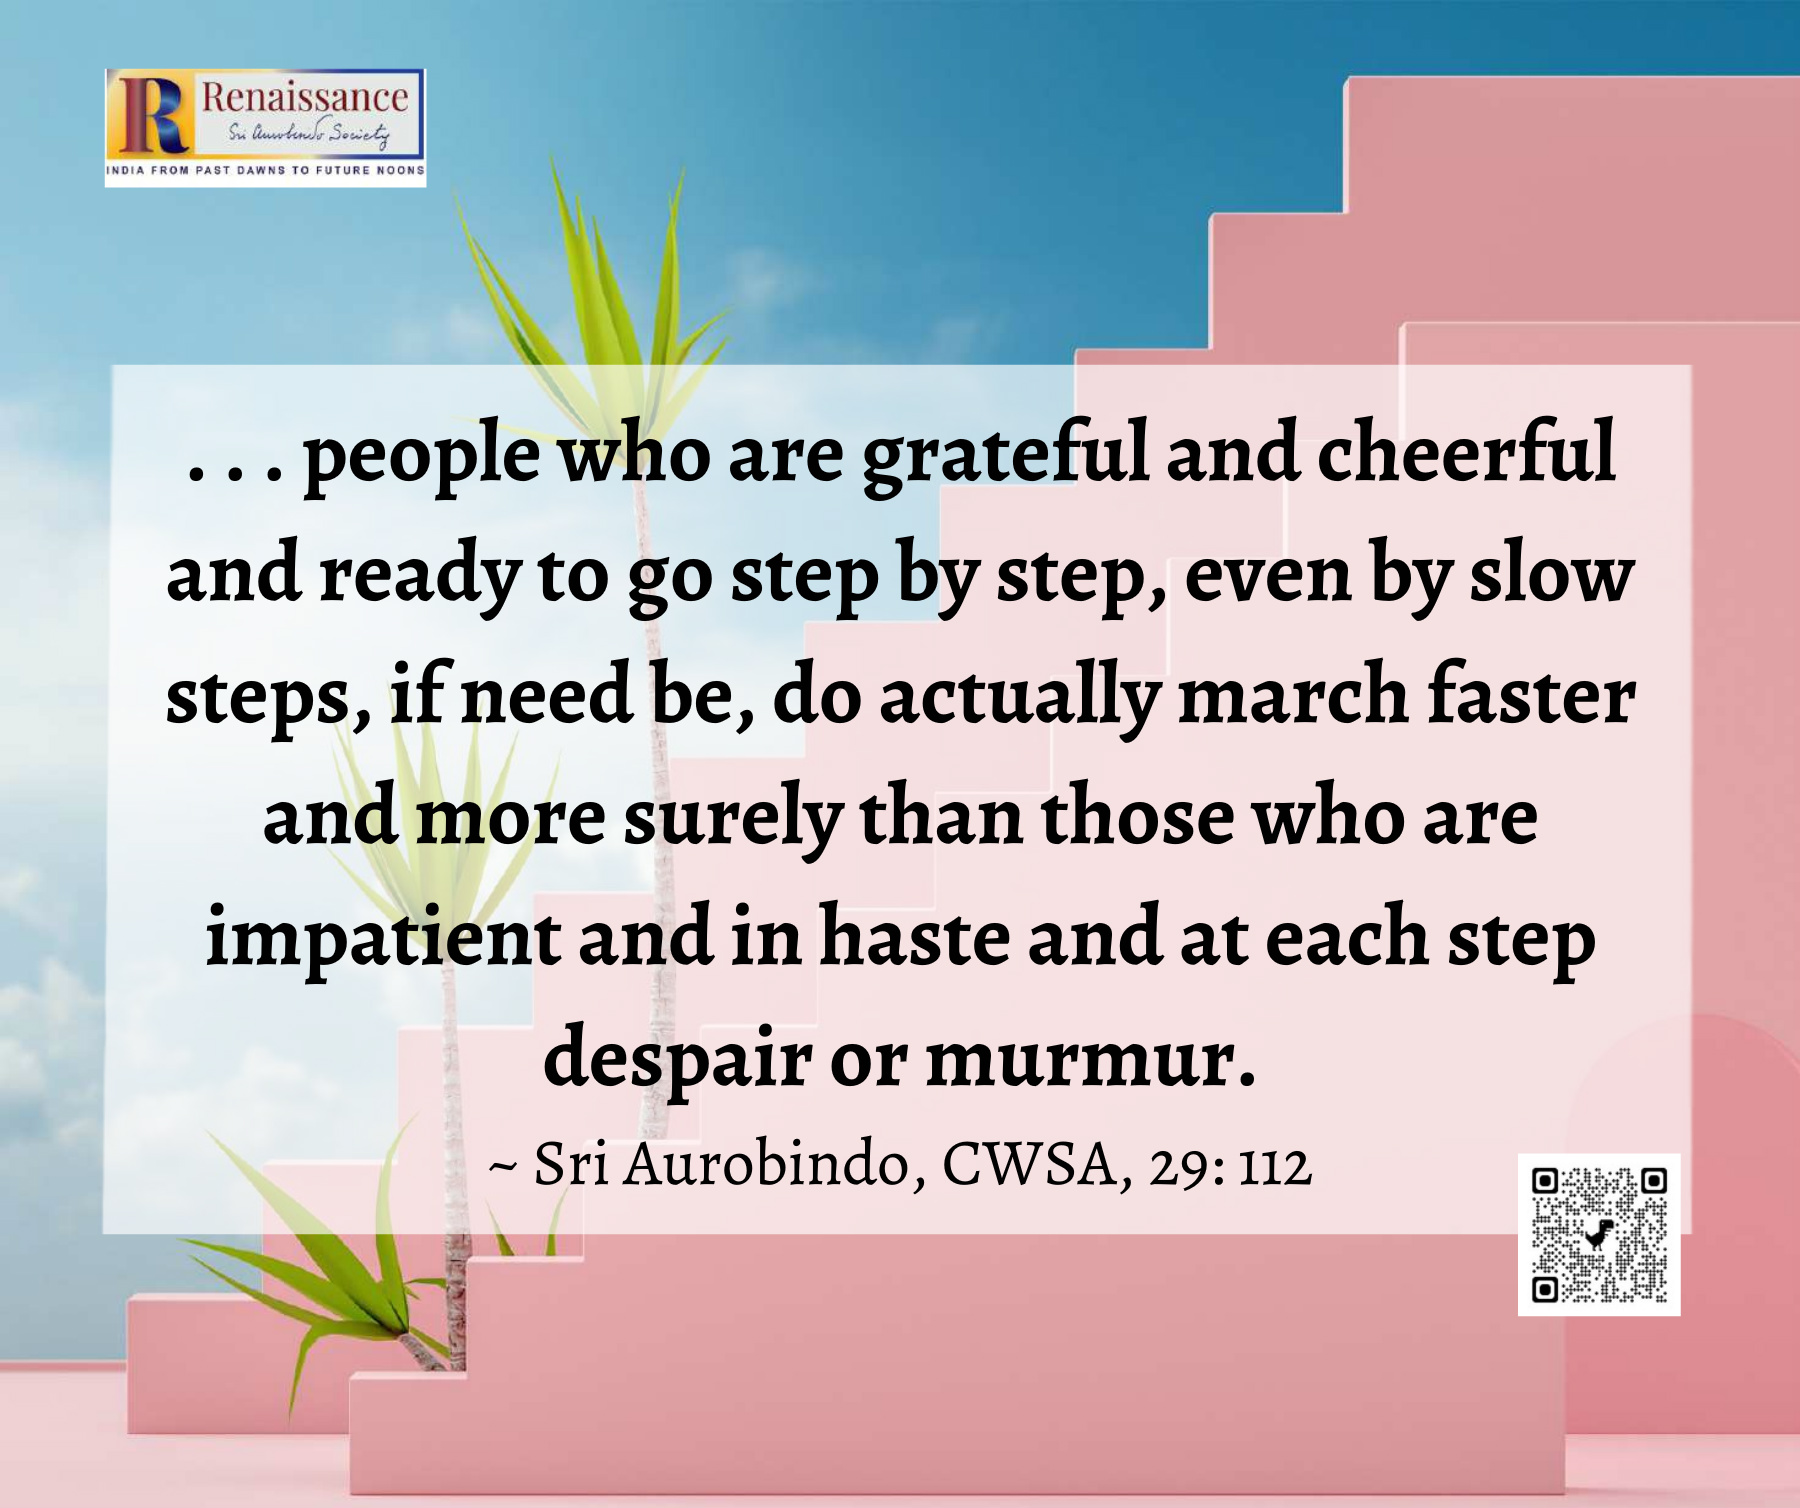 R Renaissance
Sri Aurobindo Society
INDIA FROM PAST DAWNS TO FUTURE NOONS
. . . people who are grateful and cheerful
and ready to go step by step, even by slow
steps, if need be, do actually march faster
and more surely than those who are
impatient and in haste and at each step
despair or murmur.
~ Sri Aurobindo, CWSA, 29: 112